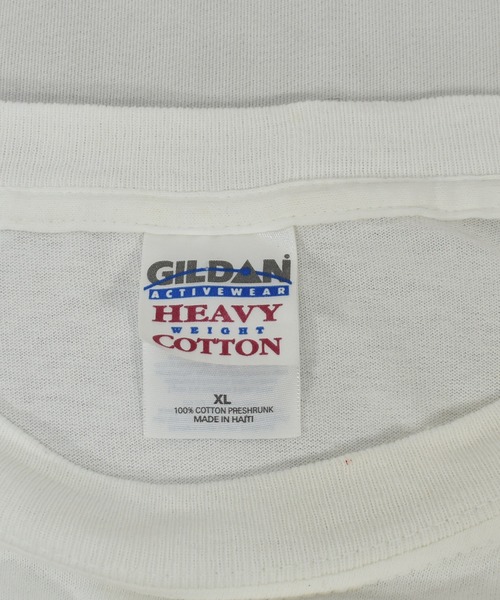 GILDAN
ACTIVEWEAR
HEAVY
WEIGHT
COTTON
XL
100% COTTON PRESHRUNK
MADE IN HAITI